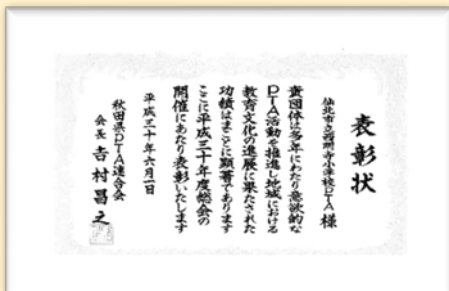 表彰状
仙北市立西明寺小学校PTA 様
貴団体は多年にわたり意欲的な
PTA活動を推進し地域における
教育文化の進展に果たされた
功績はまことに顕著であります
ここに平成三十年度総会の
開催にあたり表彰いたします
平成三十年六月一日
秋田県PTA連合会
会長 吉村昌之